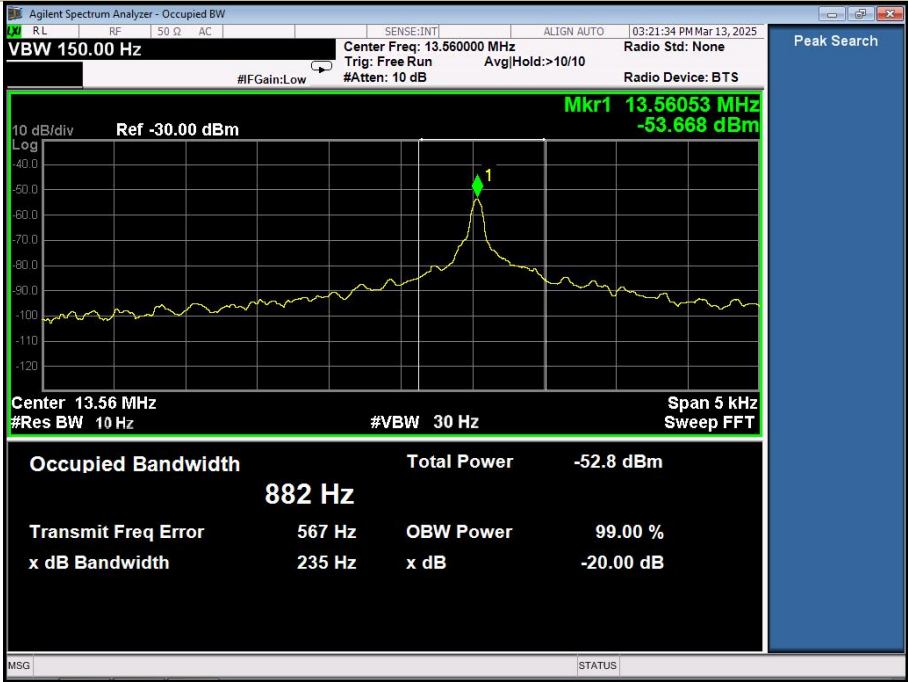 Agilent Spectrum Analyzer - Occupied BW
LXI RL RF 50 Ω AC SENSE:INT ALIGN AUTO 03:21:34 PM Mar 13, 2025
VBW 150.00 Hz
Center Freq: 13.560000 MHz Radio Std: None
Trig: Free Run Avg|Hold:>10/10
#IFGain:Low #Atten: 10 dB Radio Device: BTS
Peak Search
Mkr1 13.56053 MHz
-53.668 dBm
10 dB/div Ref -30.00 dBm
Log
-40.0
1
-50.0
-60.0
-70.0
-80.0
-90.0
-100
-110
-120
Center 13.56 MHz Span 5 kHz
#Res BW 10 Hz #VBW 30 Hz Sweep FFT
Occupied Bandwidth Total Power -52.8 dBm
882 Hz
Transmit Freq Error 567 Hz OBW Power 99.00 %
x dB Bandwidth 235 Hz x dB -20.00 dB
MSG STATUS